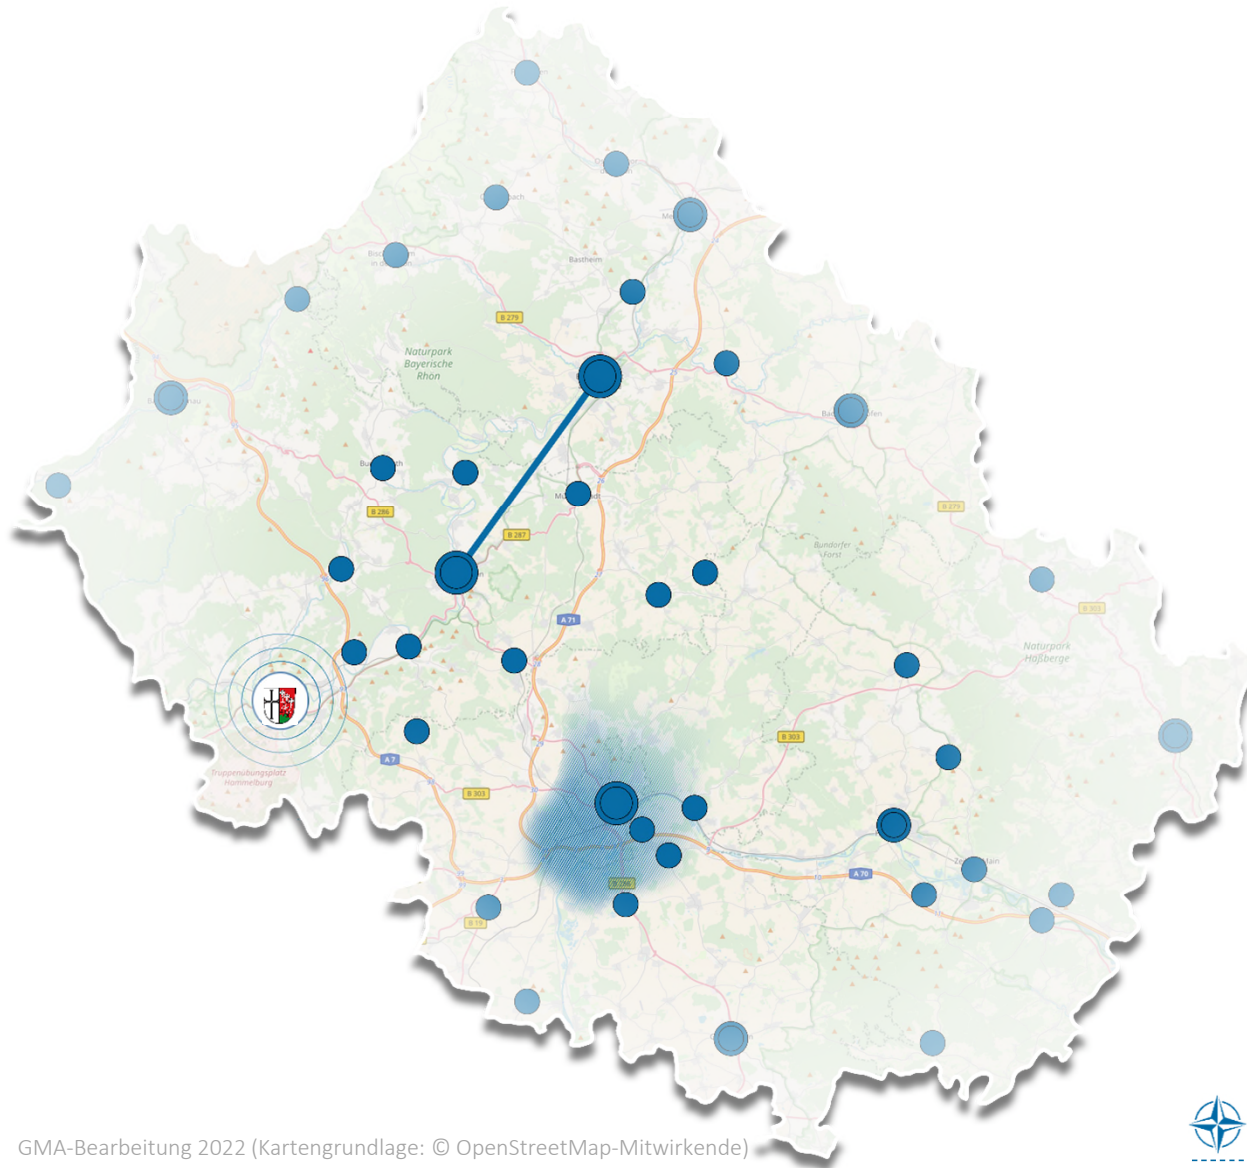 Bastheim
B 279
Naturpark
Bayerische
Rhön
B 286
B 287
B 279
Bundorfer
Forst
B 303
A 71
Naturpark
Haßberge
B 303
A 7
Truppenübungsplatz
Hammelburg
B 303
A 70
B 286
B 19
GMA-Bearbeitung 2022 (Kartengrundlage: © OpenStreetMap-Mitwirkende)